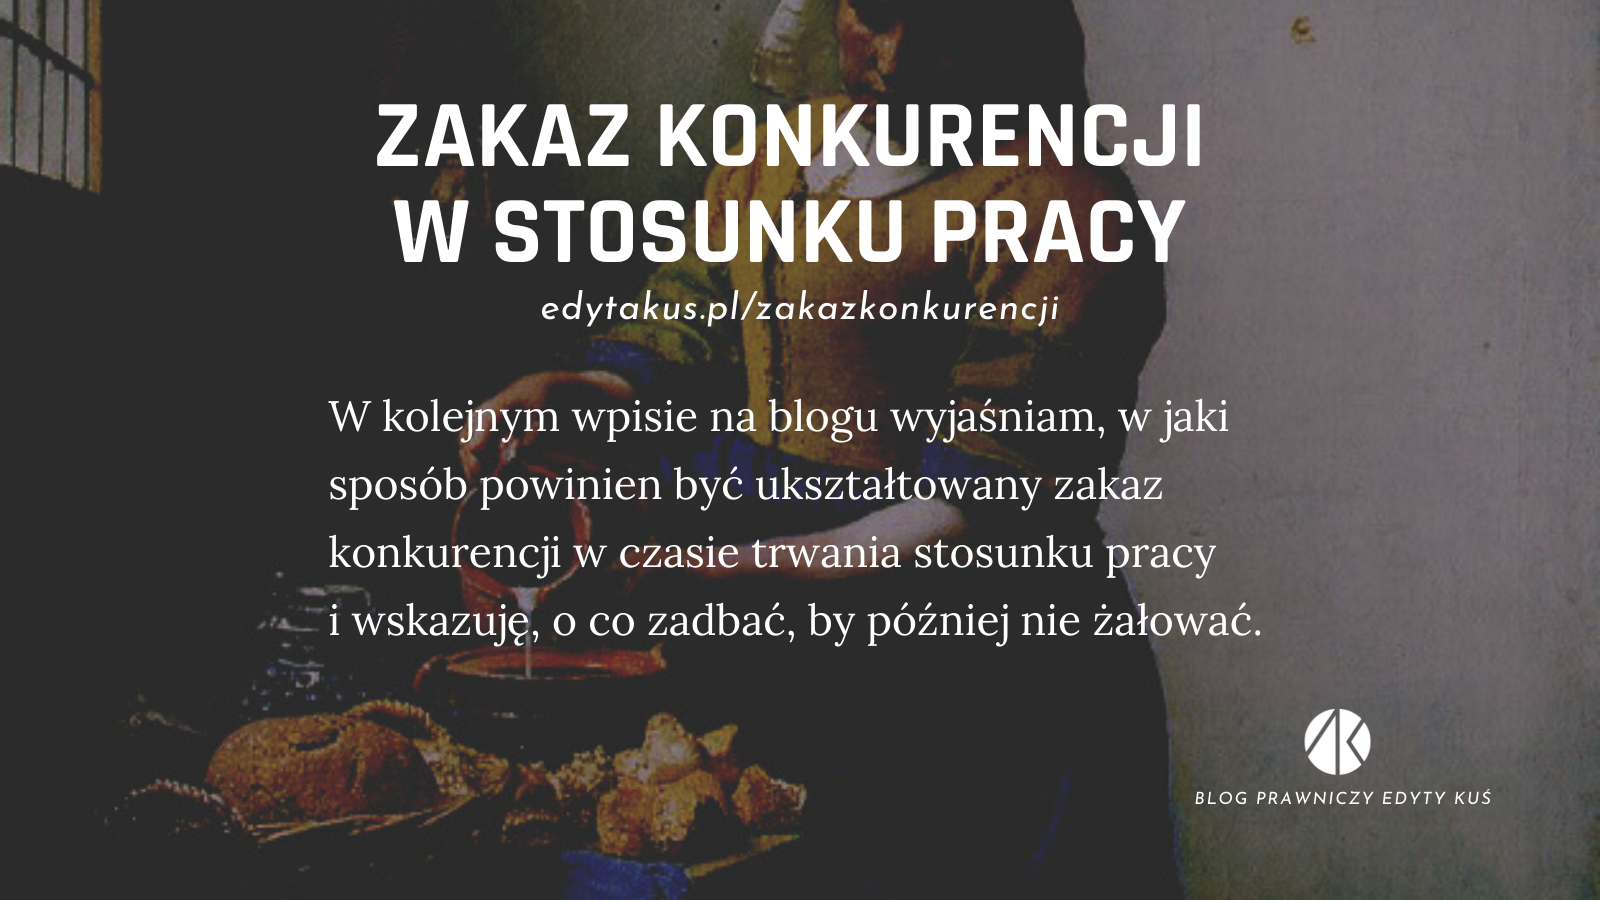 ZAKAZ KONKURENCJI
W STOSUNKU PRACY
edytakus.pl/zakazkonkurencji
W kolejnym wpisie na blogu wyjaśniam, w jaki
sposób powinien być ukształtowany zakaz
konkurencji w czasie trwania stosunku pracy
i wskazuję, o co zadbać, by później nie żałować.
BLOG PRAWNICZY EDYTY KUŚ